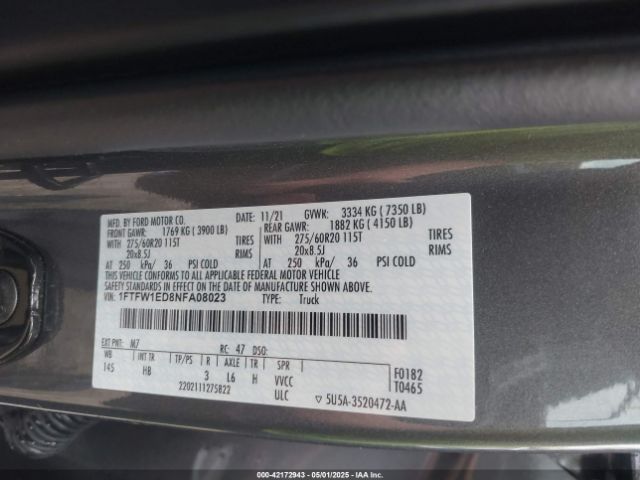 MFD. BY FORD MOTOR CO. DATE: 11/21 GVWR: 3334 KG ( 7350 LB)
FRONT GAWR: 1769 KG ( 3900 LB) REAR GAWR: 1882 KG ( 4150 LB)
WITH 275/60R20 115T TIRES WITH 275/60R20 115T TIRES
20x8.5J RIMS 20x8.5J RIMS
AT 250 kPa/ 36 PSI COLD AT 250 kPa/ 36 PSI COLD
THIS VEHICLE CONFORMS TO ALL APPLICABLE FEDERAL MOTOR VEHICLE
SAFETY STANDARDS IN EFFECT ON THE DATE OF MANUFACTURE SHOWN ABOVE.
VIN: 1FTFW1ED8NFA08023 TYPE: Truck
EXT PNT: M7 RC: 47 DSO:
WB INT TR TP/PS R AXLE TR SPR F0182
145 HB 3 L6 H VVCC T0465
2202111275822 ULC ▽ 5U5A-3520472-AA
000-42172943 - 05/01/2025 - IAAI.COM